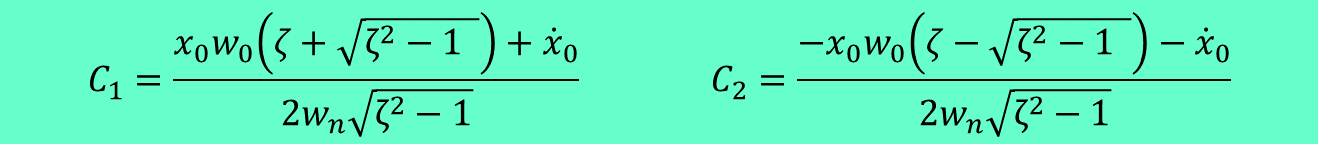 C₁ = (x₀w₀(ζ + √(ζ² − 1)) + ẋ₀) / (2wₙ√(ζ² − 1))
C₂ = (−x₀w₀(ζ − √(ζ² − 1)) − ẋ₀) / (2wₙ√(ζ² − 1))